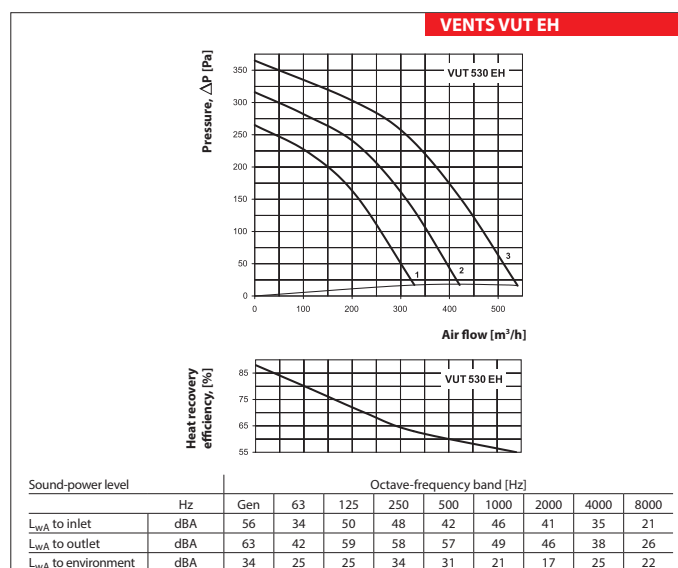 VENTS VUT EH
Pressure, △P [Pa]
VUT 530 EH
350
300
250
200
150
100
50
0
1
2
3
0 100 200 300 400 500
Air flow [m³/h]
Heat recovery
efficiency, [%]
VUT 530 EH
85
75
65
55
Sound-power level Octave-frequency band [Hz]
Hz Gen 63 125 250 500 1000 2000 4000 8000
LwA to inlet dBA 56 34 50 48 42 46 41 35 21
LwA to outlet dBA 63 42 59 58 57 49 46 38 26
LwA to environment dBA 34 25 25 34 31 21 17 25 22